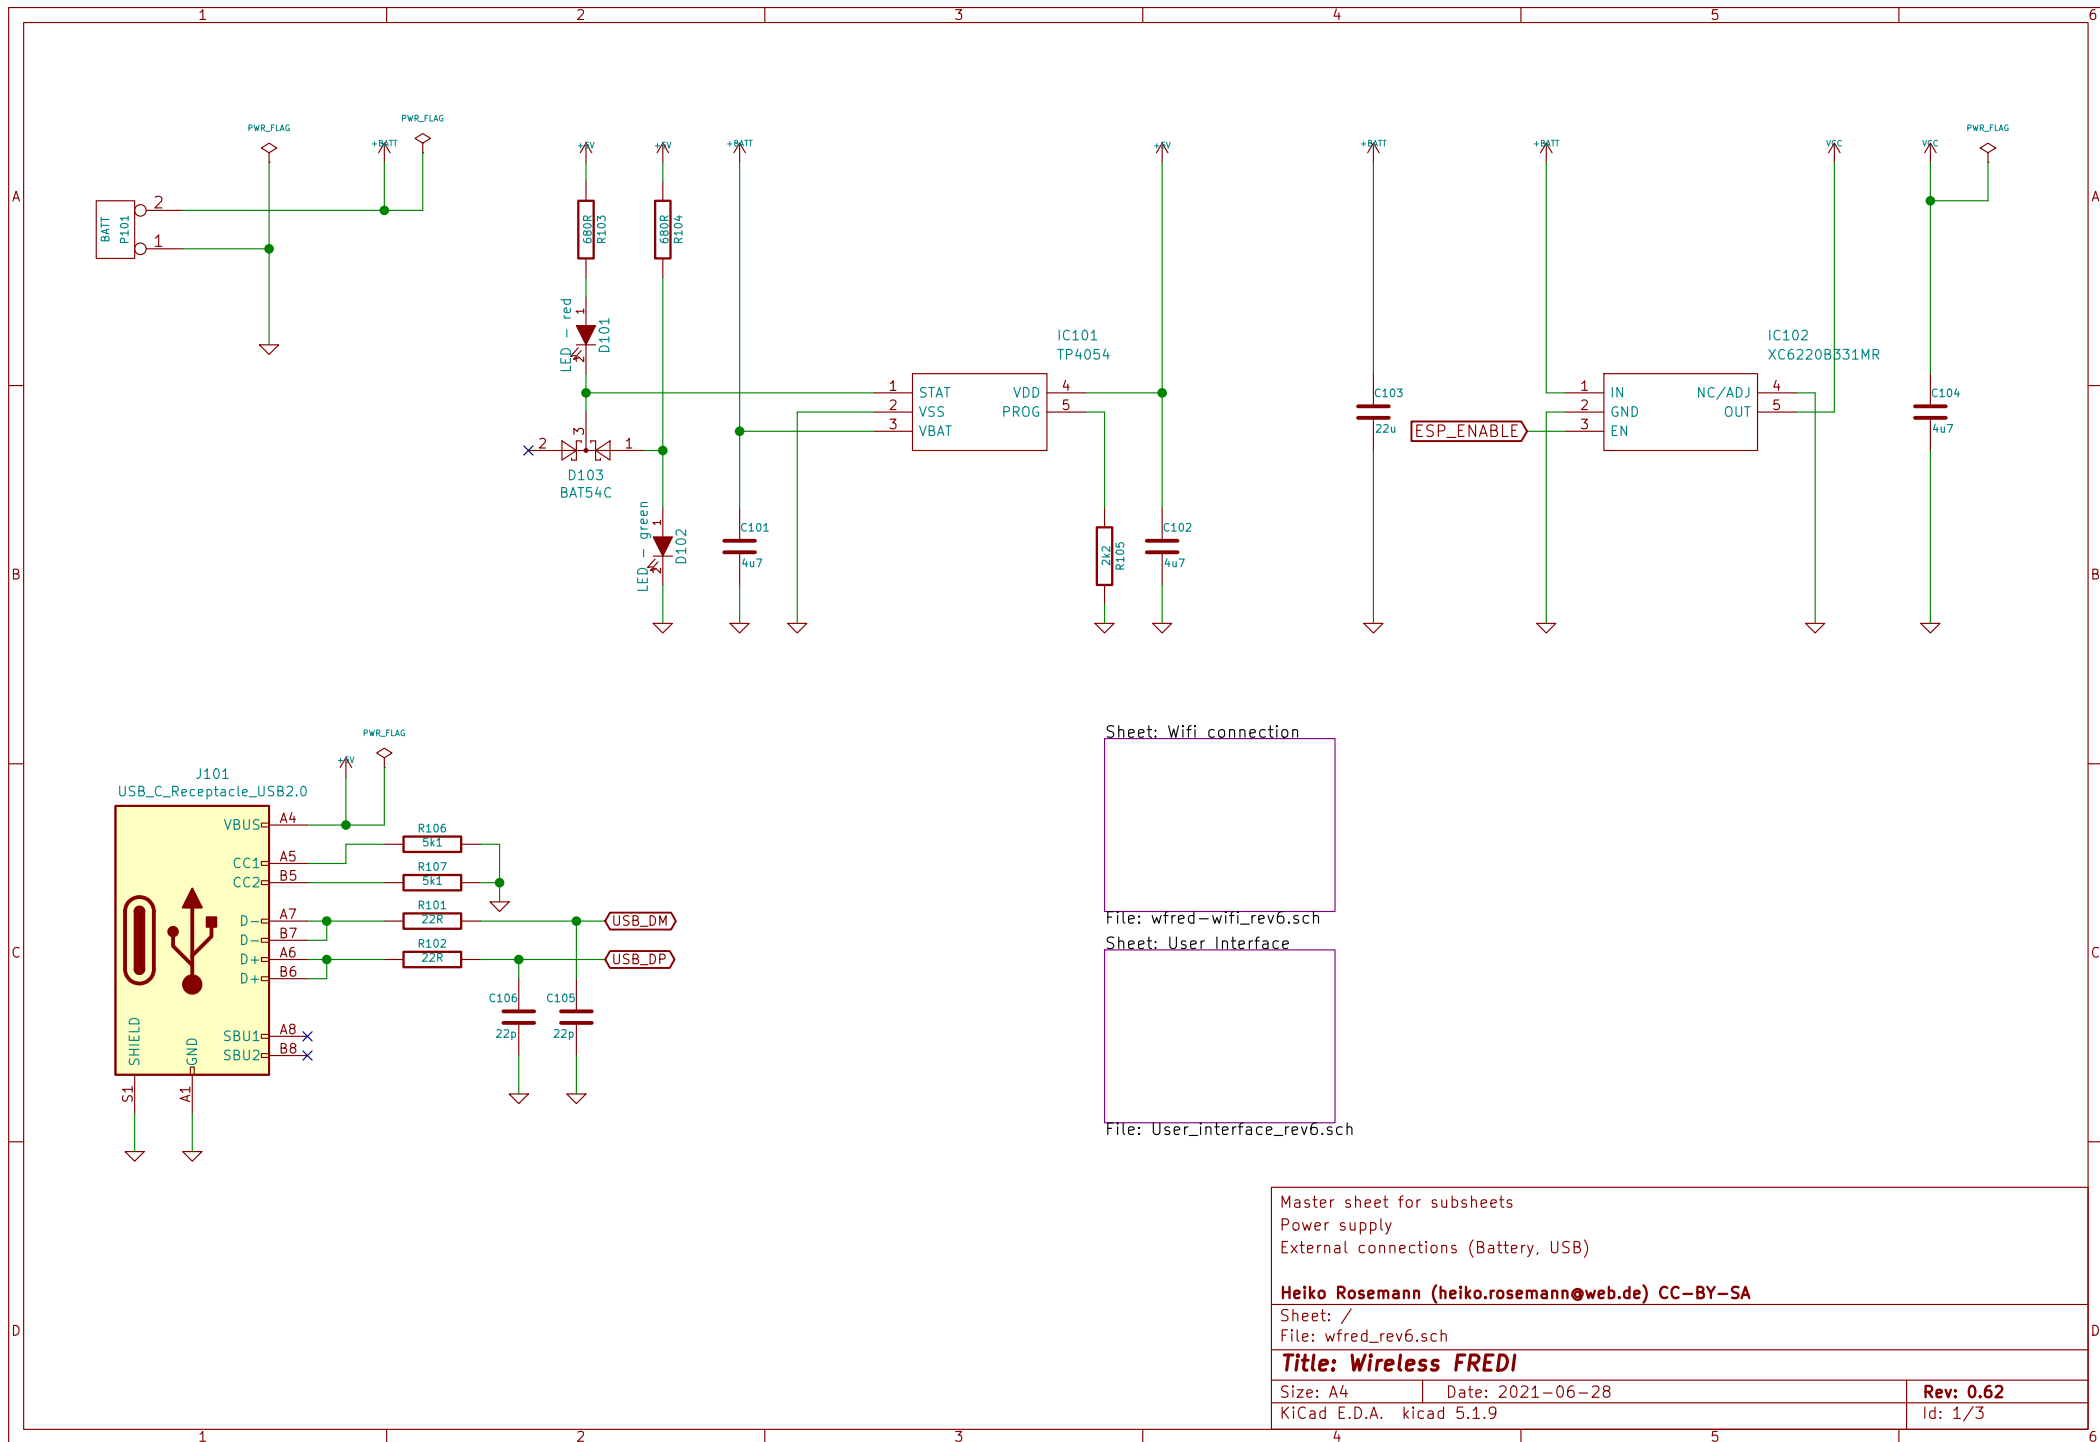 1 2 3 4 5 6
A
B
C
D
A
B
C
D
PWR_FLAG
PWR_FLAG
+BATT
BATT
P101
2
1
+5V
+5V
+BATT
680R
R103
680R
R104
LED - red
1
2
D101
3
2
1
D103
BAT54C
LED - green
1
2
D102
C101
4u7
IC101
TP4054
1 STAT
2 VSS
3 VBAT
VDD 4
PROG 5
+5V
2k2
R105
C102
4u7
+BATT
C103
22u
+BATT
ESP_ENABLE
IC102
XC6220B331MR
1 IN
2 GND
3 EN
NC/ADJ 4
OUT 5
VCC
VCC
PWR_FLAG
C104
4u7
PWR_FLAG
+5V
J101
USB_C_Receptacle_USB2.0
VBUS A4
CC1 A5
CC2 B5
D- A7
D- B7
D+ A6
D+ B6
SBU1 A8
SBU2 B8
SHIELD
GND
S1
A1
R106
5k1
R107
5k1
R101
22R
R102
22R
USB_DM
USB_DP
C106
22p
C105
22p
Sheet: Wifi connection
File: wfred-wifi_rev6.sch
Sheet: User Interface
File: User_interface_rev6.sch
Master sheet for subsheets
Power supply
External connections (Battery, USB)
Heiko Rosemann (heiko.rosemann@web.de) CC-BY-SA
Sheet: /
File: wfred_rev6.sch
Title: Wireless FREDI
Size: A4 Date: 2021-06-28 Rev: 0.62
KiCad E.D.A. kicad 5.1.9 Id: 1/3
1 2 3 4 5 6